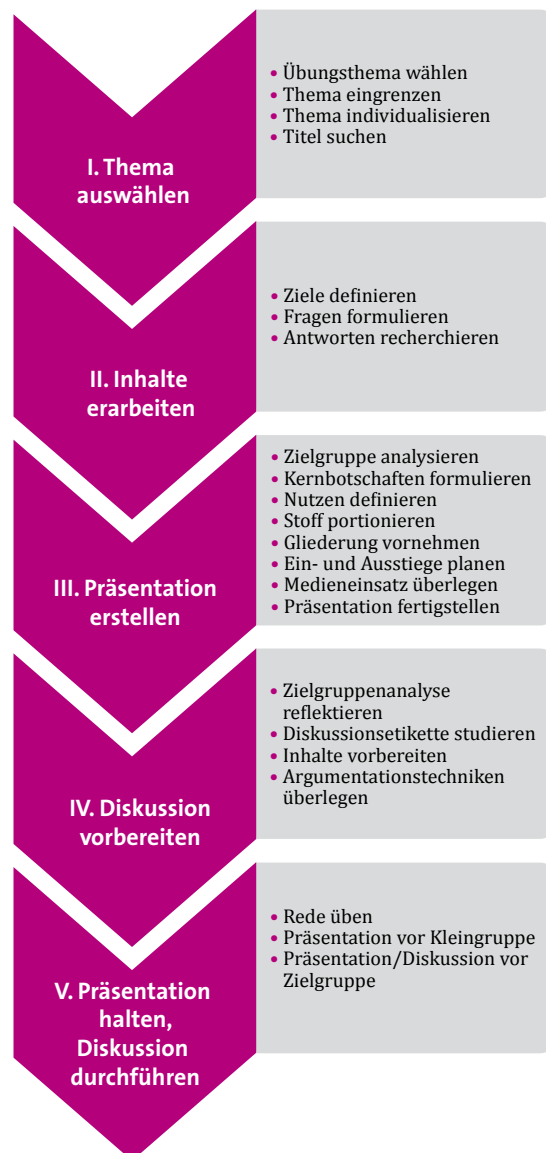 I. Thema
auswählen
• Übungsthema wählen
• Thema eingrenzen
• Thema individualisieren
• Titel suchen
II. Inhalte
erarbeiten
• Ziele definieren
• Fragen formulieren
• Antworten recherchieren
III. Präsentation
erstellen
• Zielgruppe analysieren
• Kernbotschaften formulieren
• Nutzen definieren
• Stoff portionieren
• Gliederung vornehmen
• Ein- und Ausstiege planen
• Medieneinsatz überlegen
• Präsentation fertigstellen
IV. Diskussion
vorbereiten
• Zielgruppenanalyse
reflektieren
• Diskussionsetikette studieren
• Inhalte vorbereiten
• Argumentationstechniken
überlegen
V. Präsentation
halten,
Diskussion
durchführen
• Rede üben
• Präsentation vor Kleingruppe
• Präsentation/Diskussion vor
Zielgruppe